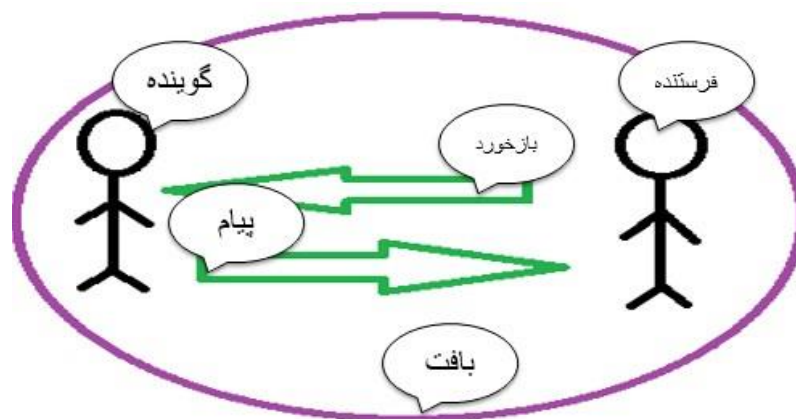 فرستنده
گوینده
بازخورد
پیام
بافت